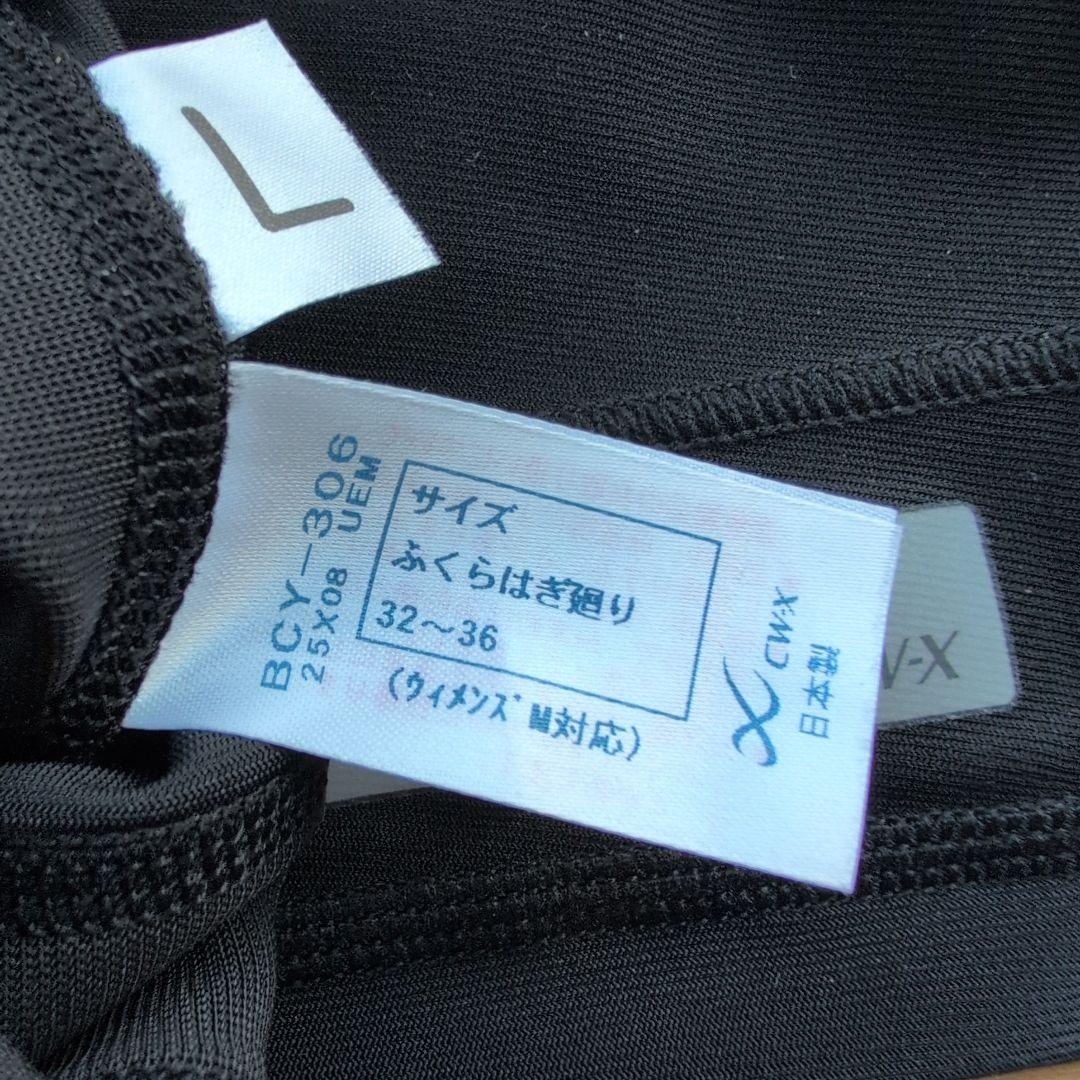 L
BCY-306
25X08 UEM
サイズ
ふくらはぎ廻り
32〜36
(ウィメンズM対応)
CW-X
日本製
W-X